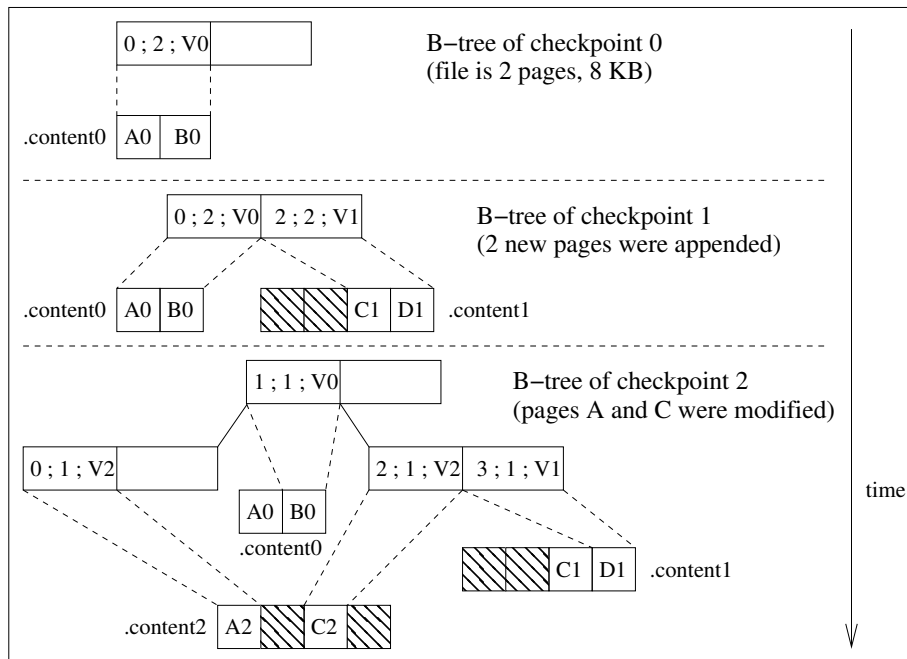 0 ; 2 ; V0
B−tree of checkpoint 0
(file is 2 pages, 8 KB)
.content0 A0 B0
0 ; 2 ; V0 2 ; 2 ; V1
B−tree of checkpoint 1
(2 new pages were appended)
.content0 A0 B0 C1 D1 .content1
1 ; 1 ; V0
B−tree of checkpoint 2
(pages A and C were modified)
0 ; 1 ; V2
2 ; 1 ; V2 3 ; 1 ; V1
time
A0 B0
.content0
C1 D1 .content1
.content2 A2 C2